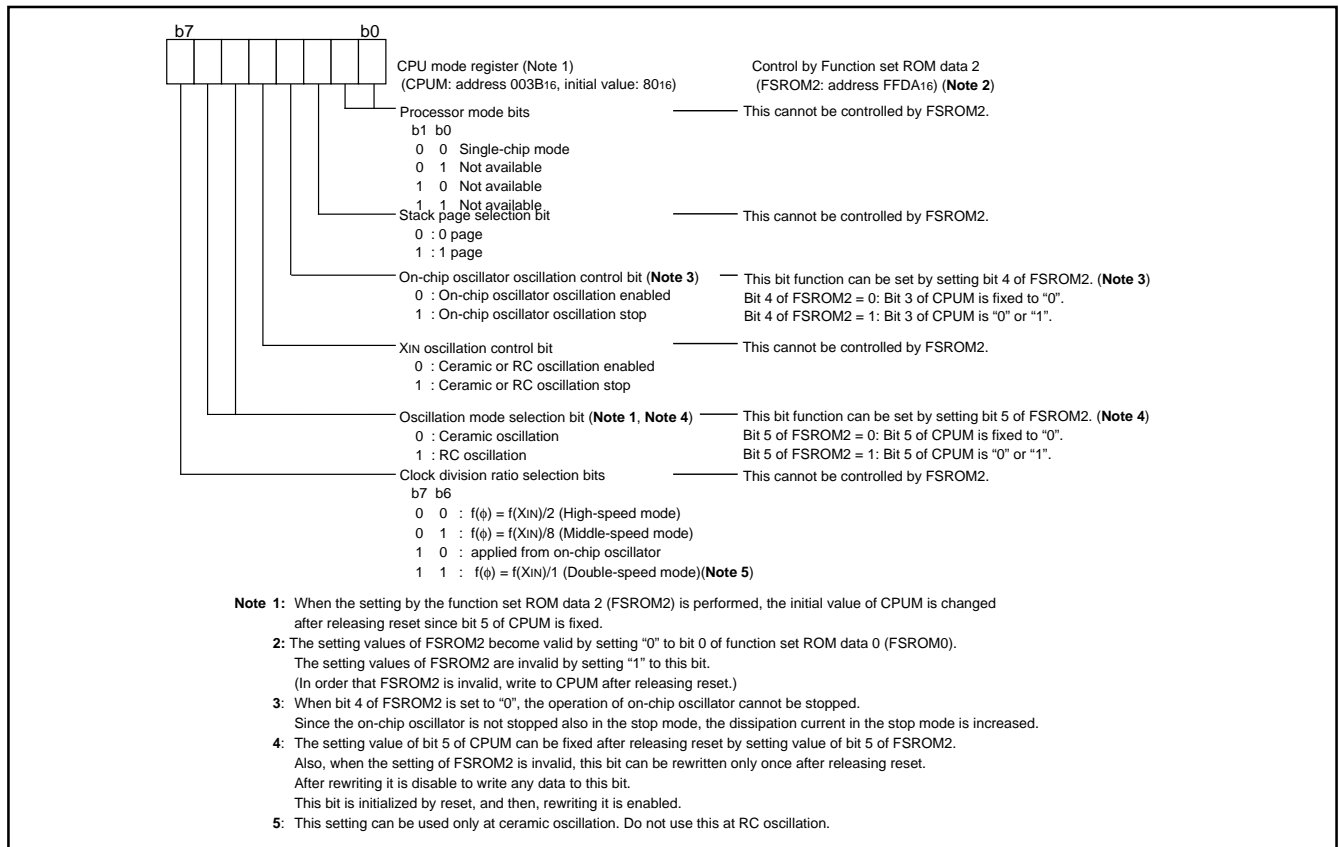 b7 b0
CPU mode register (Note 1) Control by Function set ROM data 2
(CPUM: address 003B16, initial value: 8016) (FSROM2: address FFDA16) (Note 2)
Processor mode bits This cannot be controlled by FSROM2.
b1 b0
0 0 Single-chip mode
0 1 Not available
1 0 Not available
1 1 Not available
Stack page selection bit This cannot be controlled by FSROM2.
0 : 0 page
1 : 1 page
On-chip oscillator oscillation control bit (Note 3) This bit function can be set by setting bit 4 of FSROM2. (Note 3)
0 : On-chip oscillator oscillation enabled Bit 4 of FSROM2 = 0: Bit 3 of CPUM is fixed to “0”.
1 : On-chip oscillator oscillation stop Bit 4 of FSROM2 = 1: Bit 3 of CPUM is “0” or “1”.
XIN oscillation control bit This cannot be controlled by FSROM2.
0 : Ceramic or RC oscillation enabled
1 : Ceramic or RC oscillation stop
Oscillation mode selection bit (Note 1, Note 4) This bit function can be set by setting bit 5 of FSROM2. (Note 4)
0 : Ceramic oscillation Bit 5 of FSROM2 = 0: Bit 5 of CPUM is fixed to “0”.
1 : RC oscillation Bit 5 of FSROM2 = 1: Bit 5 of CPUM is “0” or “1”.
Clock division ratio selection bits This cannot be controlled by FSROM2.
b7 b6
0 0 : f(φ) = f(XIN)/2 (High-speed mode)
0 1 : f(φ) = f(XIN)/8 (Middle-speed mode)
1 0 : applied from on-chip oscillator
1 1 : f(φ) = f(XIN)/1 (Double-speed mode)(Note 5)
Note 1: When the setting by the function set ROM data 2 (FSROM2) is performed, the initial value of CPUM is changed
after releasing reset since bit 5 of CPUM is fixed.
2: The setting values of FSROM2 become valid by setting “0” to bit 0 of function set ROM data 0 (FSROM0).
The setting values of FSROM2 are invalid by setting “1” to this bit.
(In order that FSROM2 is invalid, write to CPUM after releasing reset.)
3: When bit 4 of FSROM2 is set to “0”, the operation of on-chip oscillator cannot be stopped.
Since the on-chip oscillator is not stopped also in the stop mode, the dissipation current in the stop mode is increased.
4: The setting value of bit 5 of CPUM can be fixed after releasing reset by setting value of bit 5 of FSROM2.
Also, when the setting of FSROM2 is invalid, this bit can be rewritten only once after releasing reset.
After rewriting it is disable to write any data to this bit.
This bit is initialized by reset, and then, rewriting it is enabled.
5: This setting can be used only at ceramic oscillation. Do not use this at RC oscillation.